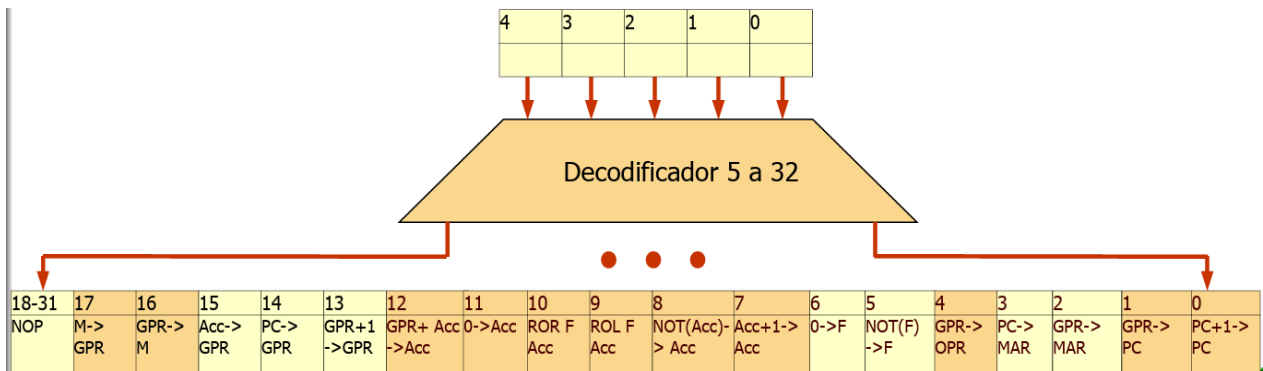 4 3 2 1 0
Decodificador 5 a 32
18-31 17 16 15 14 13 12 11 10 9 8 7 6 5 4 3 2 1 0
NOP M-> GPR-> Acc-> PC-> GPR+1 GPR+ Acc 0->Acc ROR F ROL F NOT(Acc)- Acc+1-> 0->F NOT(F) GPR-> PC-> GPR-> GPR-> PC+1->
GPR M GPR GPR ->GPR ->Acc Acc Acc > Acc Acc ->F OPR MAR MAR PC PC